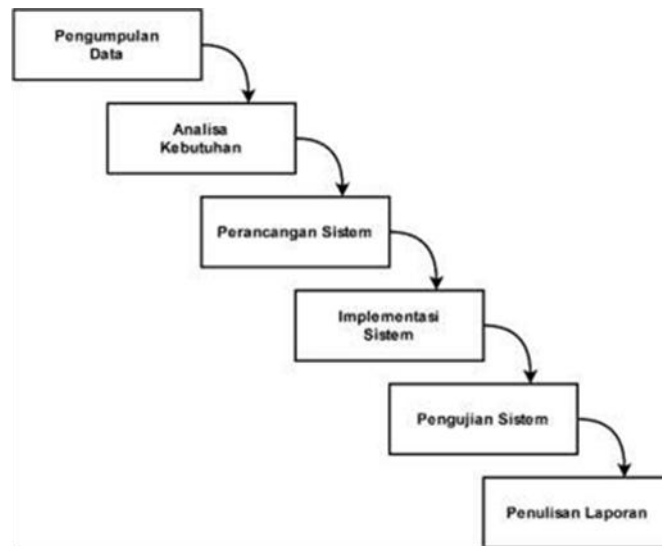 Pengumpulan
Data
Analisa
Kebutuhan
Perancangan Sistem
Implementasi
Sistem
Pengujian Sistem
Penulisan Laporan